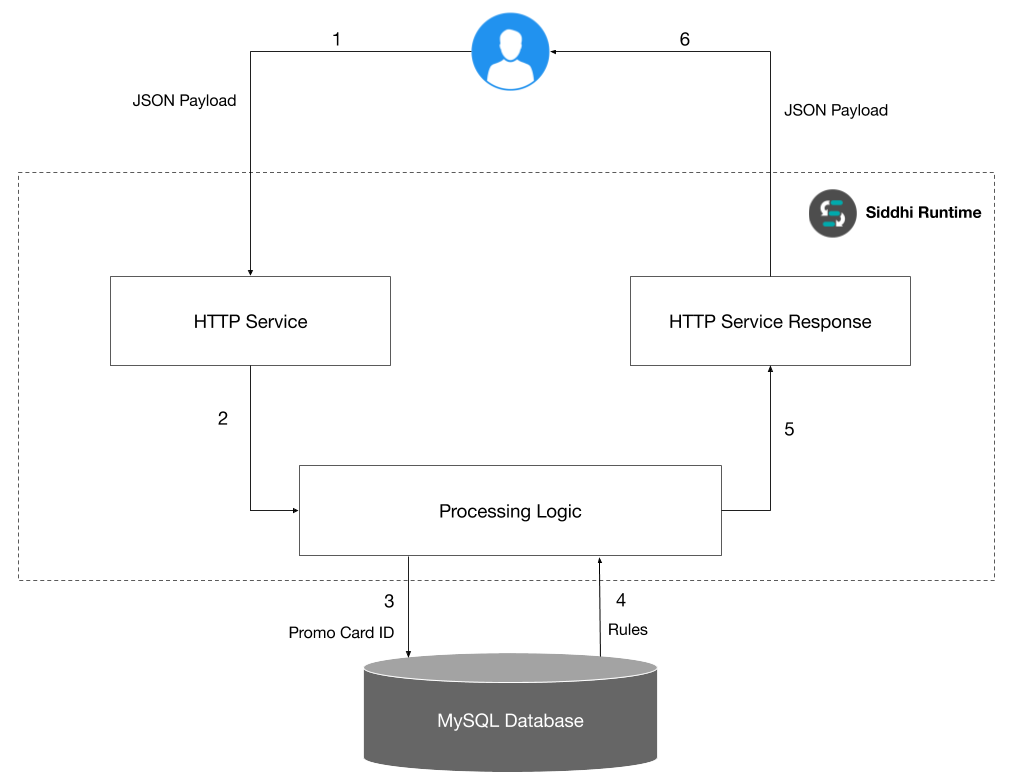 1
6
JSON Payload
JSON Payload
Siddhi Runtime
HTTP Service
HTTP Service Response
2
5
Processing Logic
3
4
Promo Card ID
Rules
MySQL Database